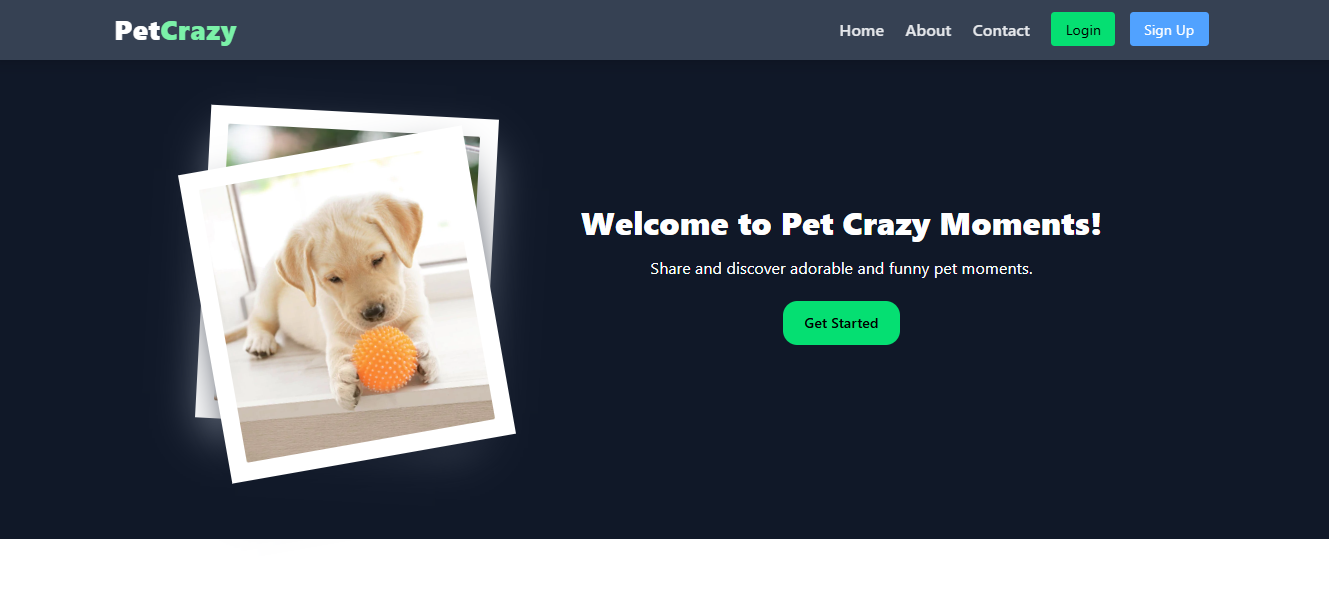 PetCrazy
Home About Contact Login Sign Up
Welcome to Pet Crazy Moments!
Share and discover adorable and funny pet moments.
Get Started